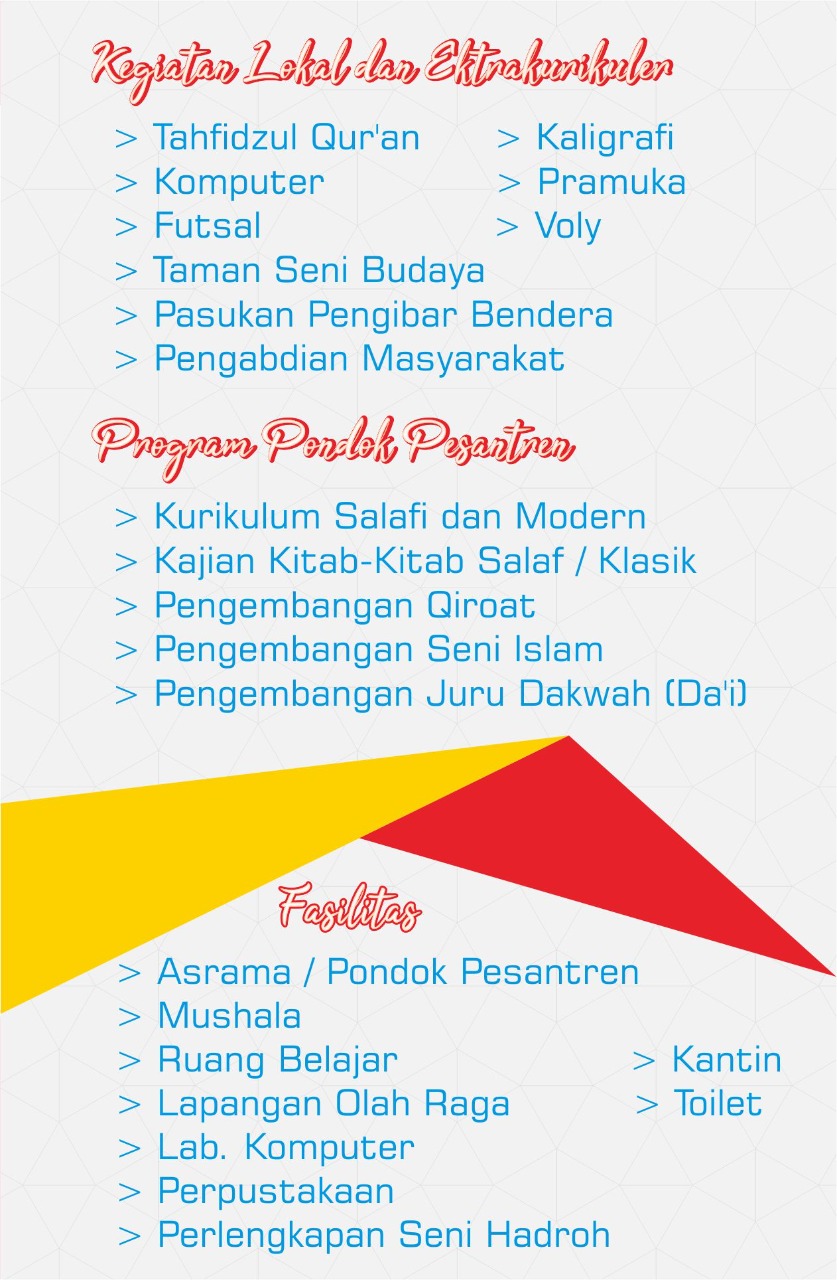 Kegiatan Lokal dan Ektrakurikuler
> Tahfidzul Qur'an
> Komputer
> Futsal
> Kaligrafi
> Pramuka
> Voly
> Taman Seni Budaya
> Pasukan Pengibar Bendera
> Pengabdian Masyarakat
Program Pondok Pesantren
> Kurikulum Salafi dan Modern
> Kajian Kitab-Kitab Salaf / Klasik
> Pengembangan Qiroat
> Pengembangan Seni Islam
> Pengembangan Juru Dakwah (Da'i)
Fasilitas
> Asrama / Pondok Pesantren
> Mushala
> Ruang Belajar
> Lapangan Olah Raga
> Lab. Komputer
> Perpustakaan
> Perlengkapan Seni Hadroh
> Kantin
> Toilet